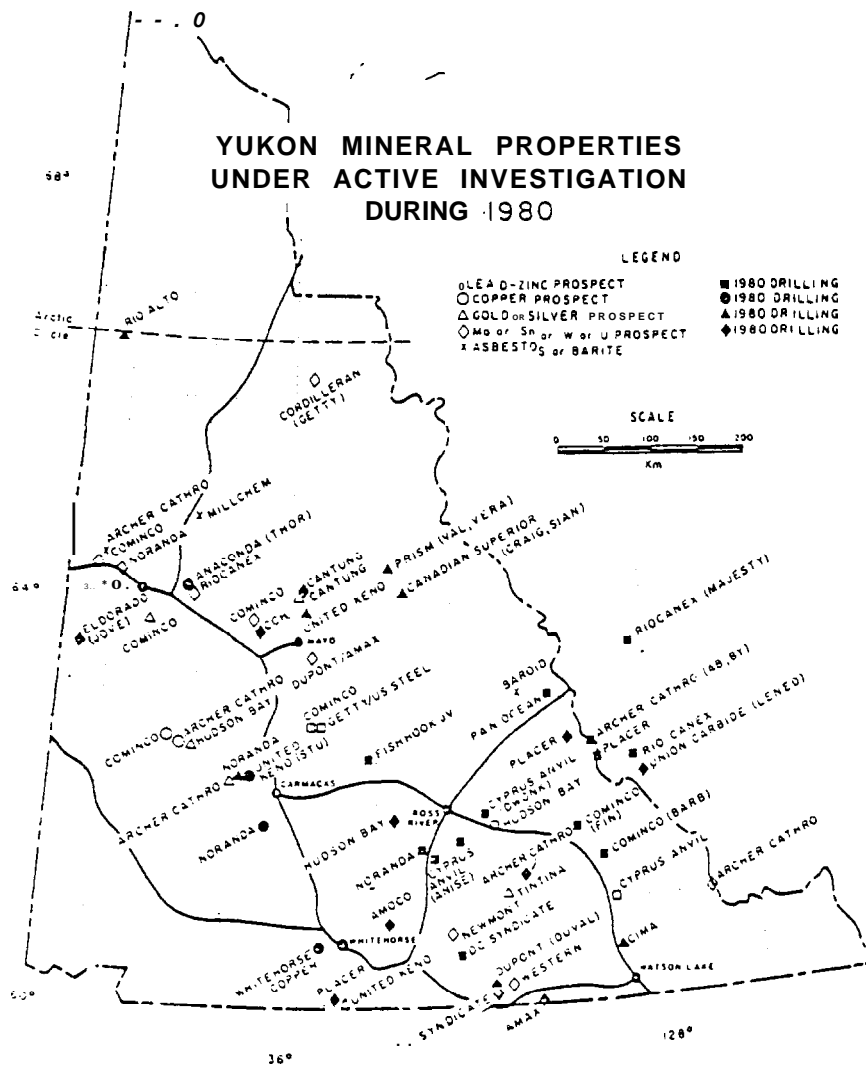 YUKON MINERAL PROPERTIES
UNDER ACTIVE INVESTIGATION
DURING 1980
68°
LEGEND
LEAD-ZINC PROSPECT
COPPER PROSPECT
GOLD OR SILVER PROSPECT
Mo or Sn or W or U PROSPECT
x ASBESTOS or BARITE
1980 DRILLING
1980 DRILLING
1980 DRILLING
1980 DRILLING
SCALE
0 50 100 150 200
Km
Arctic
Circle
RIO ALTO
CORDILLERAN
(GETTY)
ARCHER CATHRO
COMINCO
NORANDA
MILLCHEM
ANACONDA (THOR)
RIOCANEX
64°
ELDORADO
(JOVE)
COMINCO
COMINCO
CCH
CANTUNG
CANTUNG
UNITED KENO
PRISM (VAL, VERA)
CANADIAN SUPERIOR
(CRAIG, SIAN)
MAYO
DUPONT/AMAX
RIOCANEX (MAJESTY)
COMINCO
ARCHER CATHRO
HUDSON BAY
COMINCO
GETTY/US STEEL
FISHHOOK JV
BAROID
PAN OCEAN
PLACER
ARCHER CATHRO (AB, BY)
PLACER
RIO CANEX
UNION CARBIDE (LENED)
NORANDA
UNITED
KENO (STU)
ARCHER CATHRO
CARMACKS
NORANDA
HUDSON BAY
ROSS
RIVER
CYPRUS ANVIL
HUDSON BAY
NORANDA
CYPRUS
ANVIL
(ANISE)
ARCHER CATHRO
TINTINA
COMINCO
(FIN)
COMINCO (BARB)
CYPRUS ANVIL
ARCHER CATHRO
AMOCO
NEWMONT
DC SYNDICATE
WHITEHORSE
WHITEHORSE
COPPER
PLACER
UNITED KENO
DUPONT (DUVAL)
WESTERN
SYNDICATE
AMAX
CIMA
WATSON LAKE
60°
36°
128°